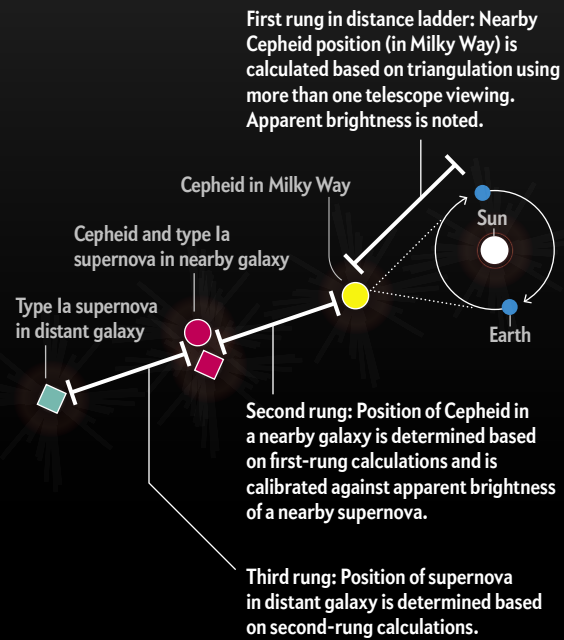 First rung in distance ladder: Nearby
Cepheid position (in Milky Way) is
calculated based on triangulation using
more than one telescope viewing.
Apparent brightness is noted.
Cepheid in Milky Way
Sun
Cepheid and type Ia
supernova in nearby galaxy
Type Ia supernova
in distant galaxy
Earth
Second rung: Position of Cepheid in
a nearby galaxy is determined based
on first-rung calculations and is
calibrated against apparent brightness
of a nearby supernova.
Third rung: Position of supernova
in distant galaxy is determined based
on second-rung calculations.